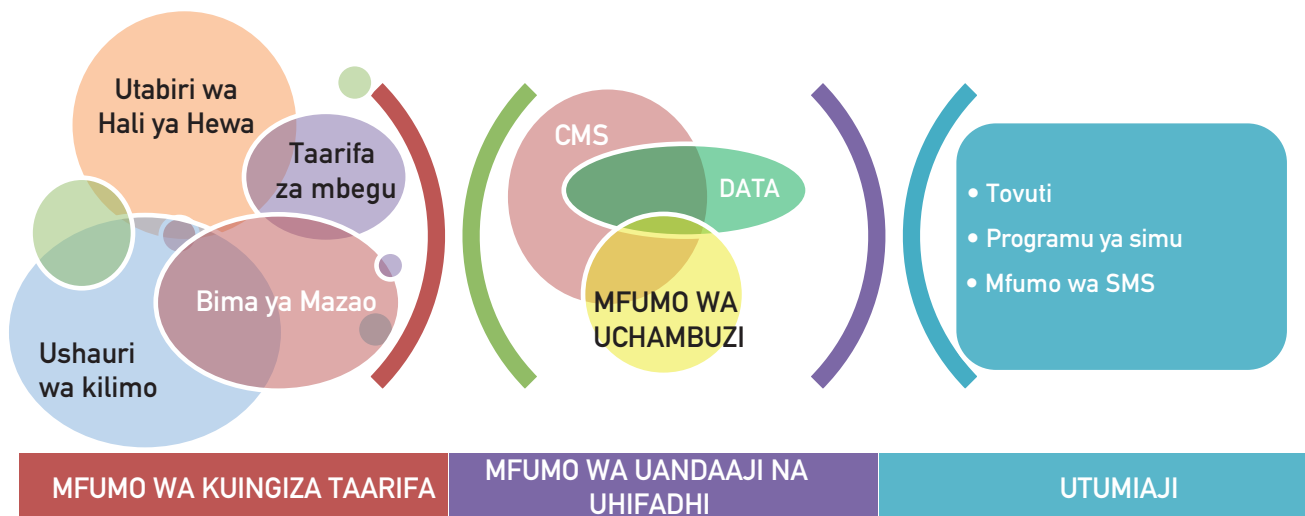 Utabiri wa
Hali ya Hewa
Taarifa
za mbegu
Bima ya Mazao
Ushauri
wa kilimo
CMS
DATA
MFUMO WA
UCHAMBUZI
• Tovuti
• Programu ya simu
• Mfumo wa SMS
MFUMO WA KUINGIZA TAARIFA
MFUMO WA UANDAAJI NA
UHIFADHI
UTUMIAJI